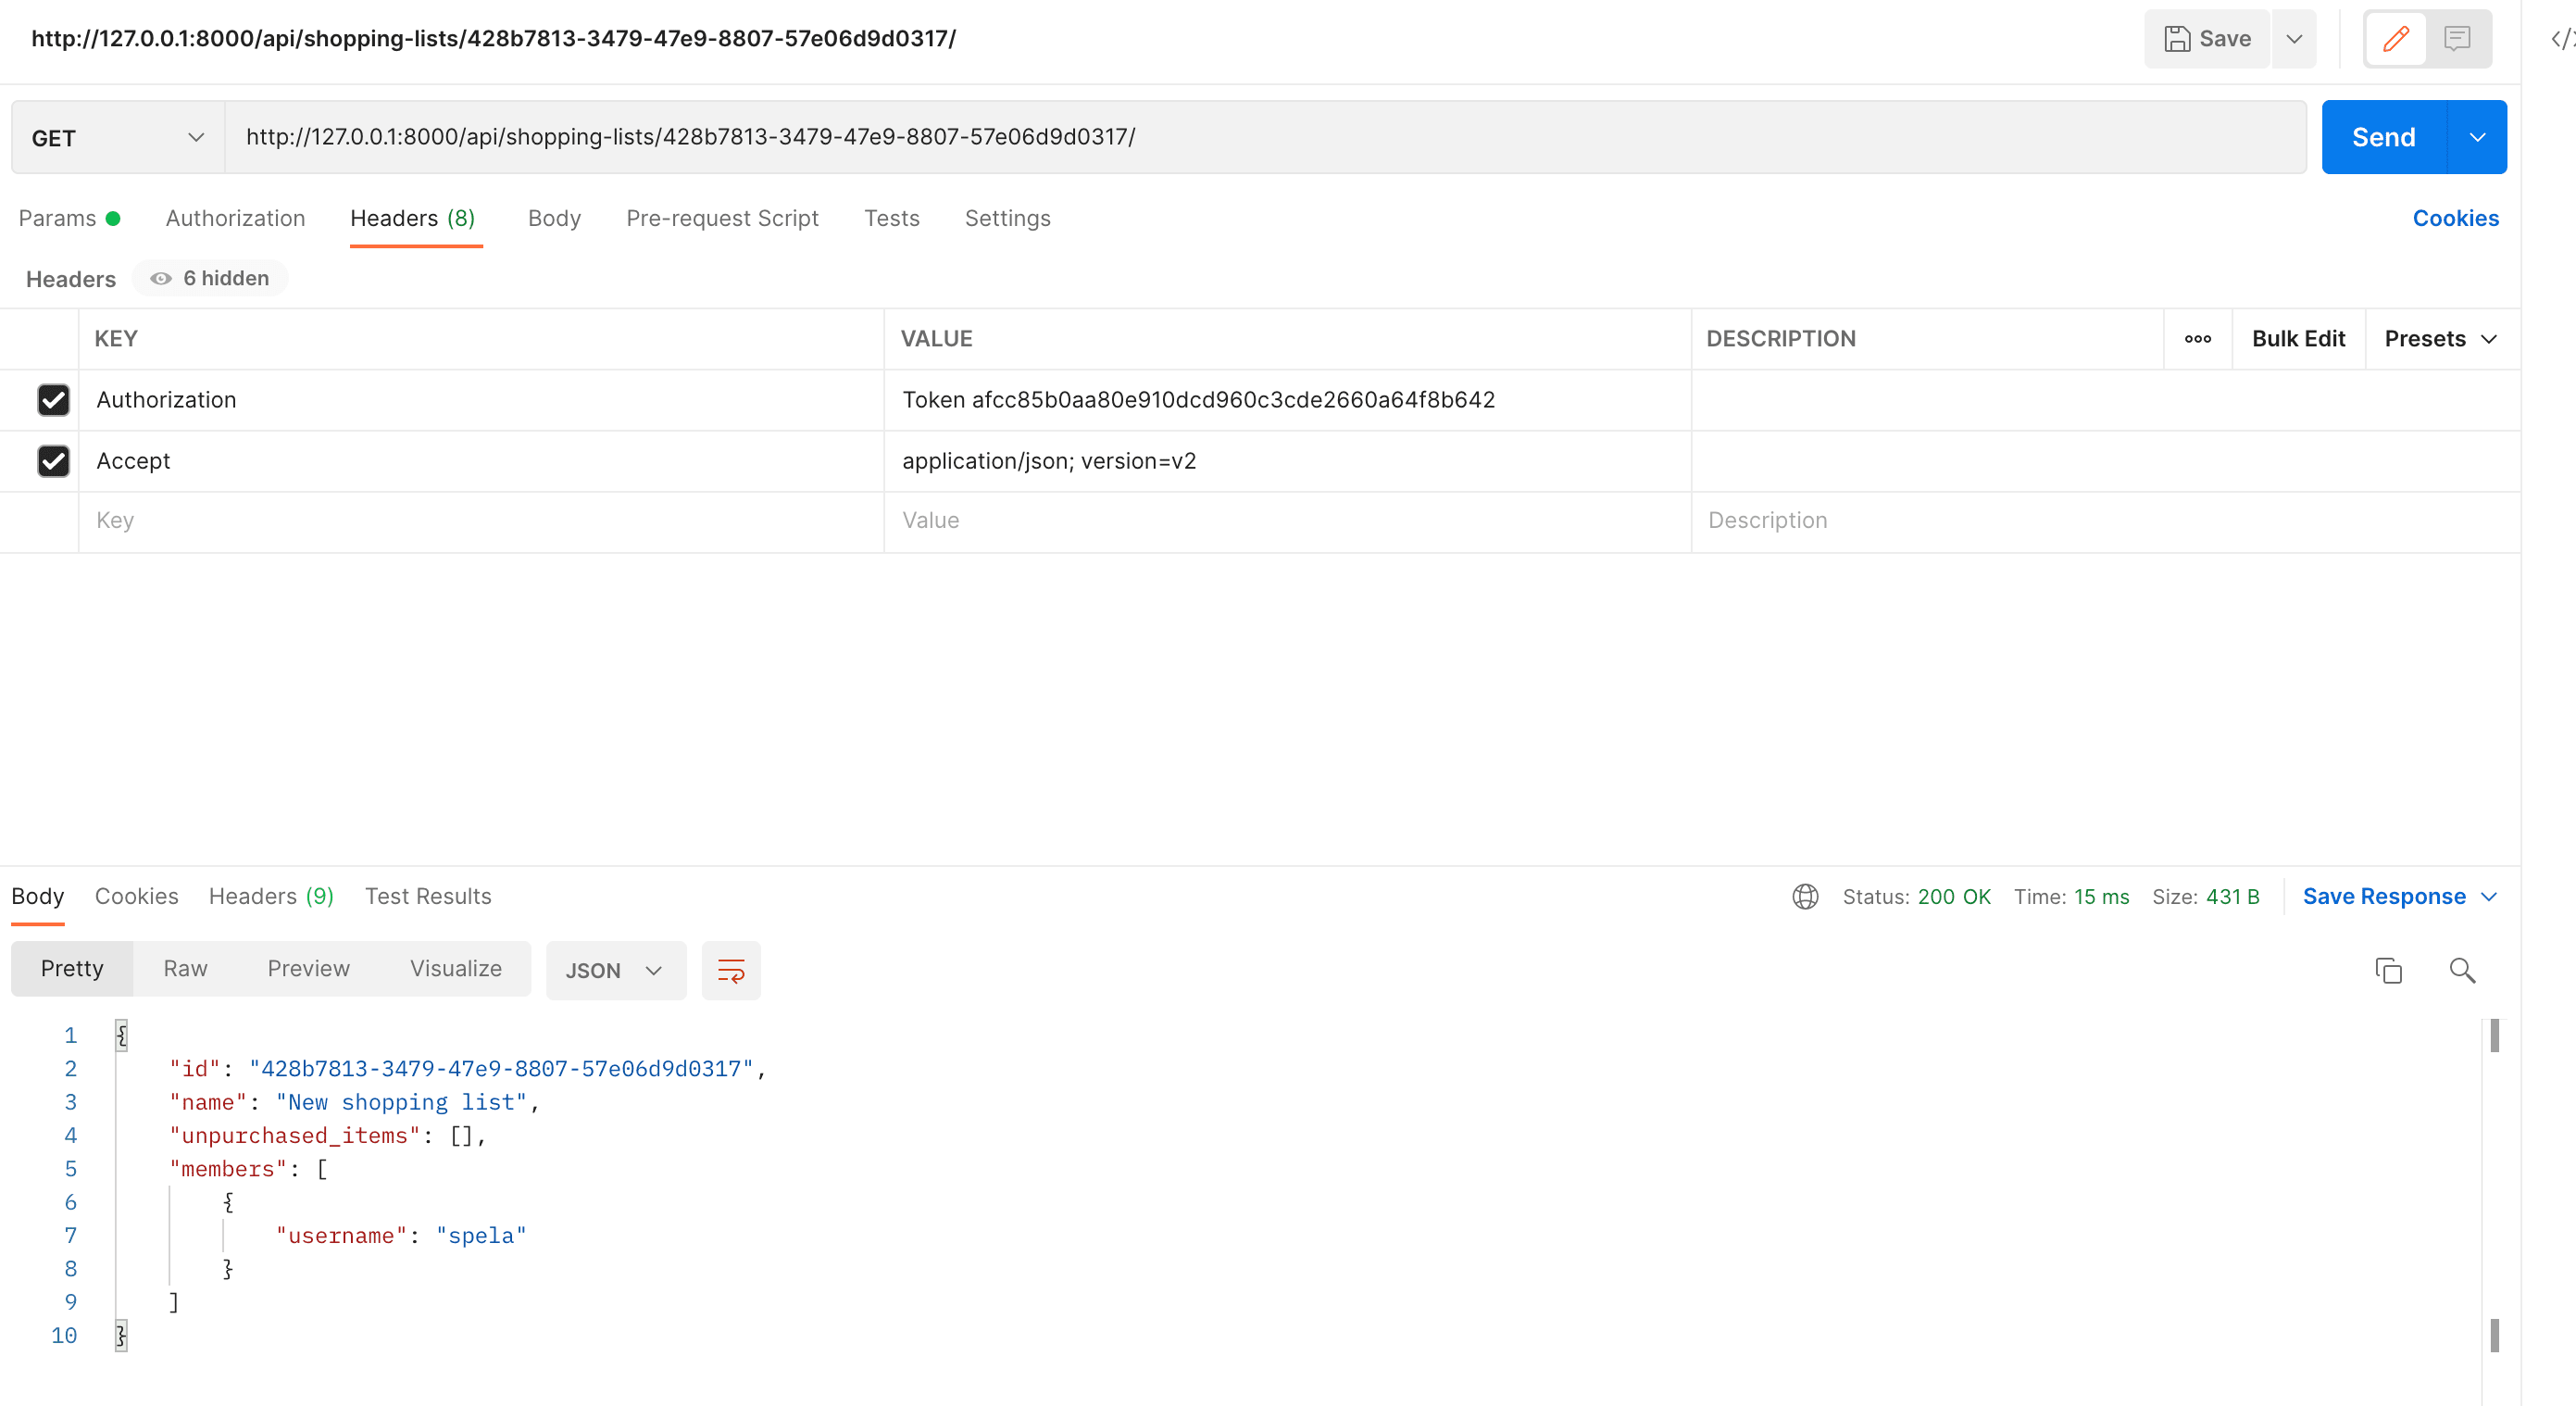 http://127.0.0.1:8000/api/shopping-lists/428b7813-3479-47e9-8807-57e06d9d0317/
Save
GET http://127.0.0.1:8000/api/shopping-lists/428b7813-3479-47e9-8807-57e06d9d0317/ Send
Params Authorization Headers (8) Body Pre-request Script Tests Settings Cookies
Headers 6 hidden
KEY VALUE DESCRIPTION ooo Bulk Edit Presets
Authorization Token afcc85b0aa80e910dcd960c3cde2660a64f8b642
Accept application/json; version=v2
Key Value Description
Body Cookies Headers (9) Test Results Status: 200 OK Time: 15 ms Size: 431 B Save Response
Pretty Raw Preview Visualize JSON
1 {
2 "id": "428b7813-3479-47e9-8807-57e06d9d0317",
3 "name": "New shopping list",
4 "unpurchased_items": [],
5 "members": [
6 {
7 "username": "spela"
8 }
9 ]
10 }